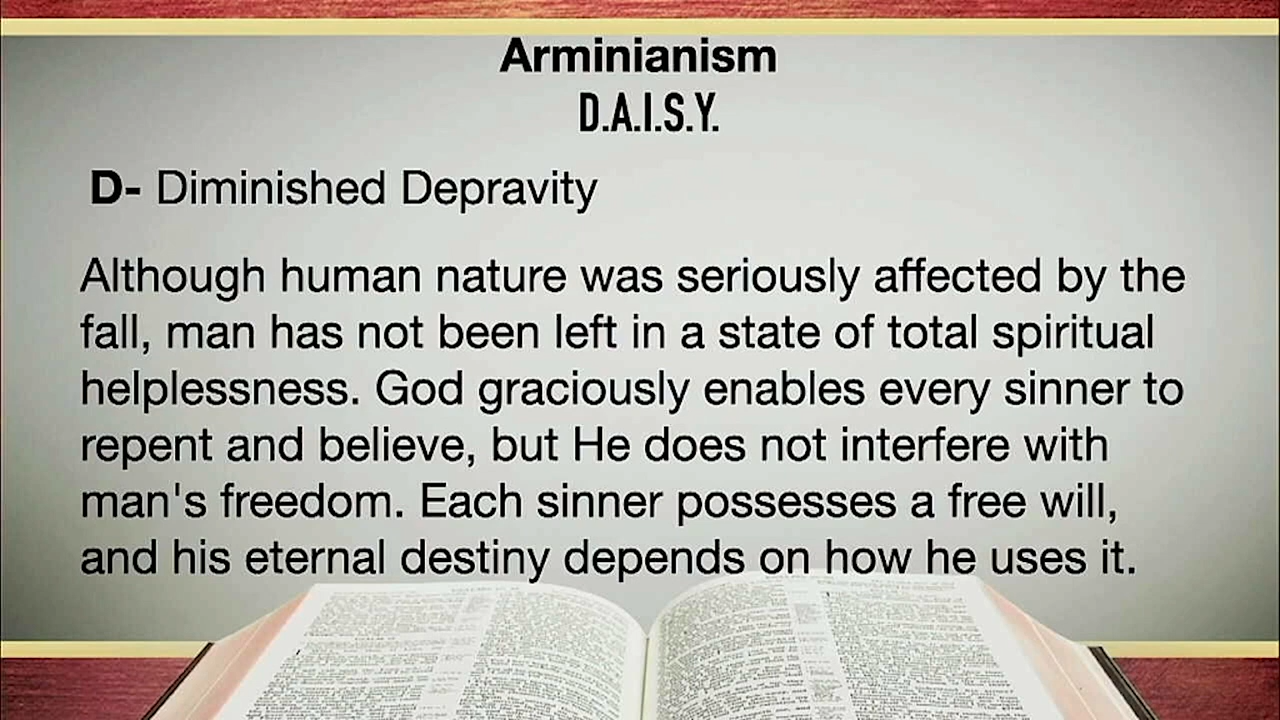 Arminianism
D.A.I.S.Y.
D- Diminished Depravity
Although human nature was seriously affected by the
fall, man has not been left in a state of total spiritual
helplessness. God graciously enables every sinner to
repent and believe, but He does not interfere with
man's freedom. Each sinner possesses a free will,
and his eternal destiny depends on how he uses it.